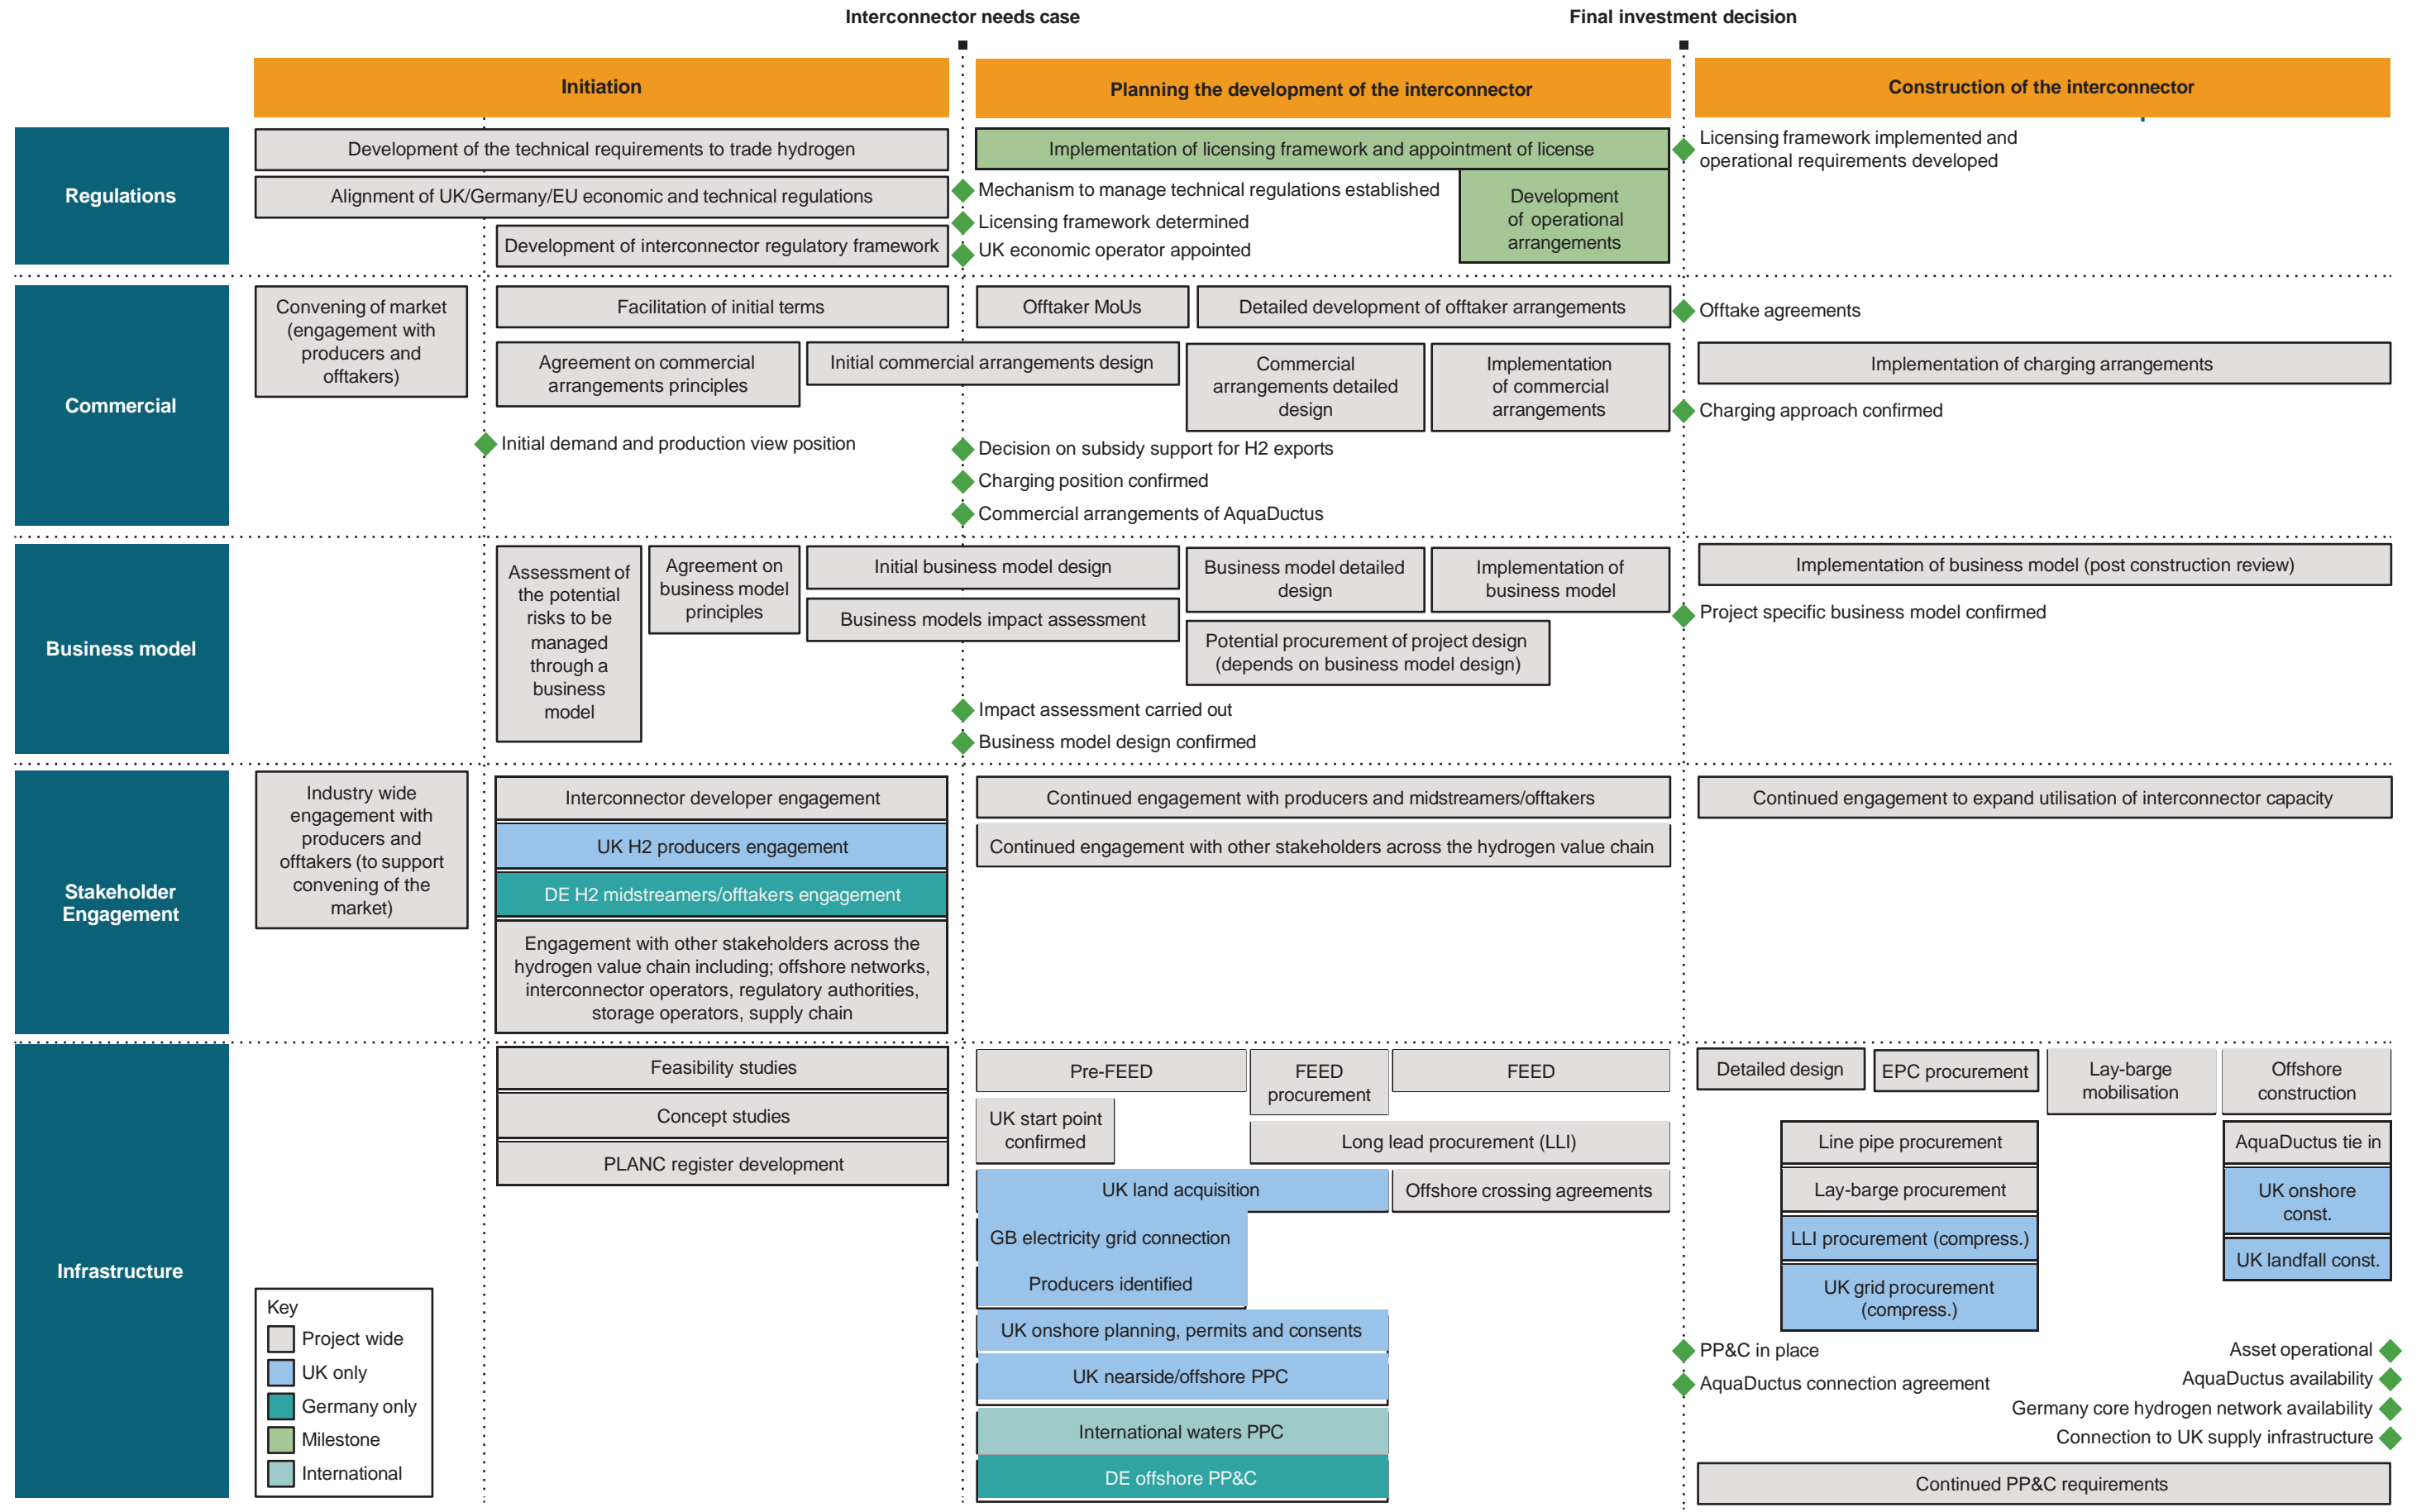 Interconnector needs case
Final investment decision
Initiation
Planning the development of the interconnector
Construction of the interconnector
Regulations
Development of the technical requirements to trade hydrogen
Alignment of UK/Germany/EU economic and technical regulations
Development of interconnector regulatory framework
Implementation of licensing framework and appointment of license
Mechanism to manage technical regulations established
Licensing framework determined
UK economic operator appointed
Development
of operational
arrangements
Licensing framework implemented and
operational requirements developed
Commercial
Convening of market
(engagement with
producers and
offtakers)
Facilitation of initial terms
Agreement on commercial
arrangements principles
Initial commercial arrangements design
Initial demand and production view position
Offtaker MoUs
Detailed development of offtaker arrangements
Commercial
arrangements detailed
design
Implementation
of commercial
arrangements
Decision on subsidy support for H2 exports
Charging position confirmed
Commercial arrangements of AquaDuctus
Offtake agreements
Implementation of charging arrangements
Charging approach confirmed
Business model
Assessment of
the potential
risks to be
managed
through a
business
model
Agreement on
business model
principles
Initial business model design
Business models impact assessment
Business model detailed
design
Implementation of
business model
Potential procurement of project design
(depends on business model design)
Impact assessment carried out
Business model design confirmed
Implementation of business model (post construction review)
Project specific business model confirmed
Stakeholder
Engagement
Industry wide
engagement with
producers and
offtakers (to support
convening of the
market)
Interconnector developer engagement
UK H2 producers engagement
DE H2 midstreamers/offtakers engagement
Engagement with other stakeholders across the
hydrogen value chain including; offshore networks,
interconnector operators, regulatory authorities,
storage operators, supply chain
Continued engagement with producers and midstreamers/offtakers
Continued engagement with other stakeholders across the hydrogen value chain
Continued engagement to expand utilisation of interconnector capacity
Infrastructure
Feasibility studies
Concept studies
PLANC register development
Pre-FEED
FEED
procurement
FEED
UK start point
confirmed
Long lead procurement (LLI)
UK land acquisition
Offshore crossing agreements
GB electricity grid connection
Producers identified
UK onshore planning, permits and consents
UK nearside/offshore PPC
International waters PPC
DE offshore PP&C
Detailed design
EPC procurement
Lay-barge
mobilisation
Offshore
construction
Line pipe procurement
Lay-barge procurement
LLI procurement (compress.)
UK grid procurement
(compress.)
AquaDuctus tie in
UK onshore
const.
UK landfall const.
PP&C in place
AquaDuctus connection agreement
Asset operational
AquaDuctus availability
Germany core hydrogen network availability
Connection to UK supply infrastructure
Continued PP&C requirements
Key
Project wide
UK only
Germany only
Milestone
International